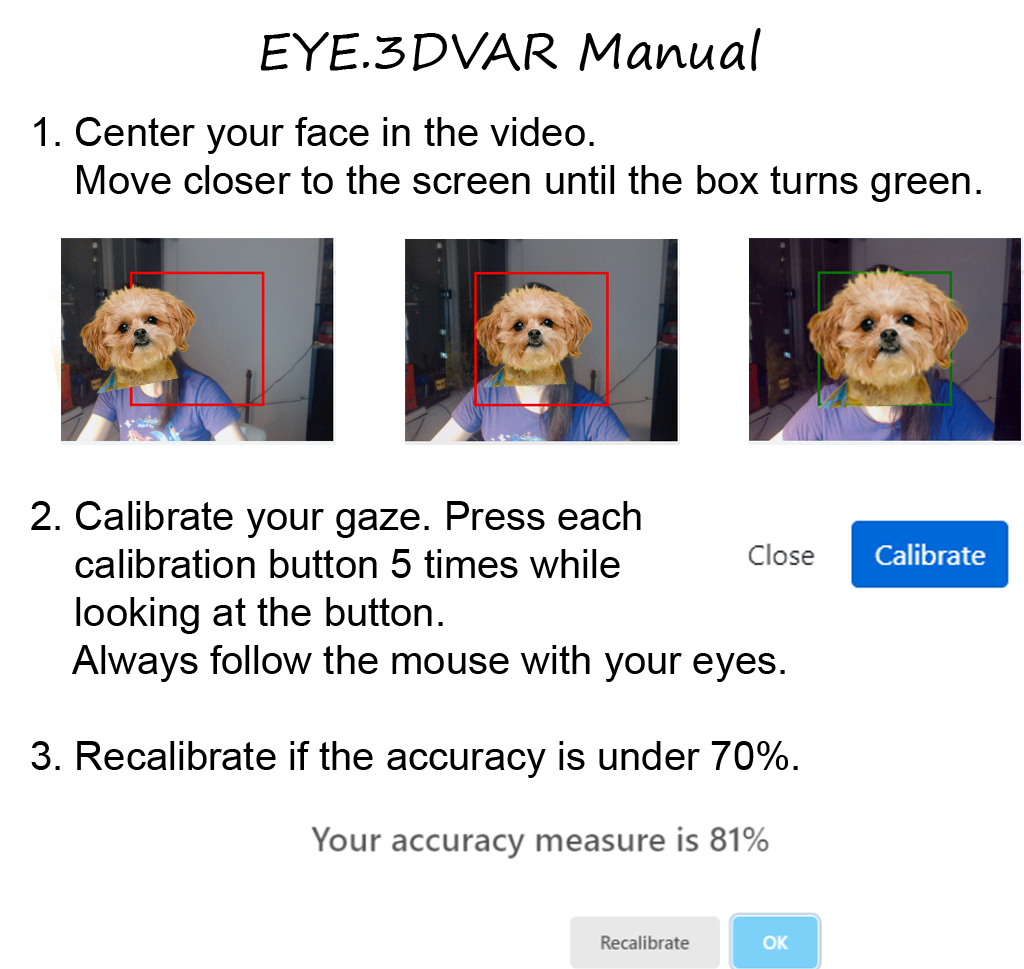 EYE.3DVAR Manual
1. Center your face in the video.
Move closer to the screen until the box turns green.
2. Calibrate your gaze. Press each
calibration button 5 times while
looking at the button.
Always follow the mouse with your eyes.
Close
Calibrate
3. Recalibrate if the accuracy is under 70%.
Your accuracy measure is 81%
Recalibrate
OK